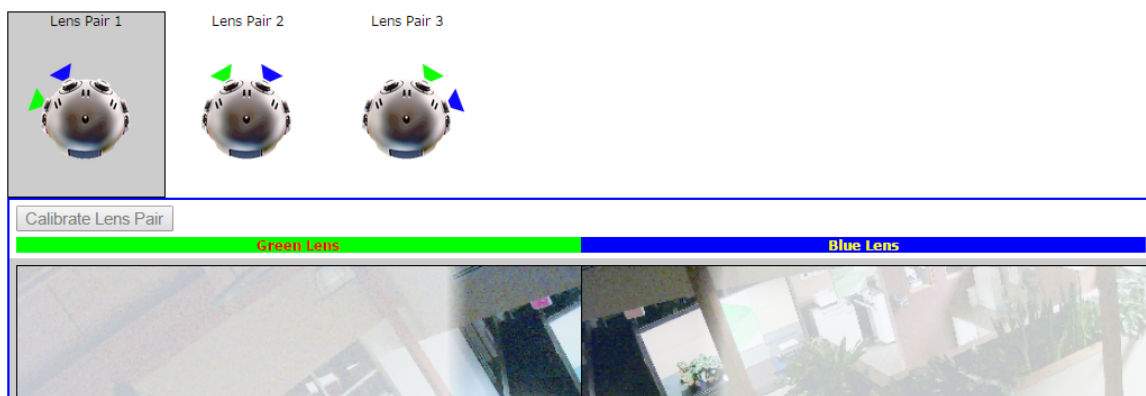 Lens Pair 1 Lens Pair 2 Lens Pair 3
Calibrate Lens Pair
Green Lens Blue Lens